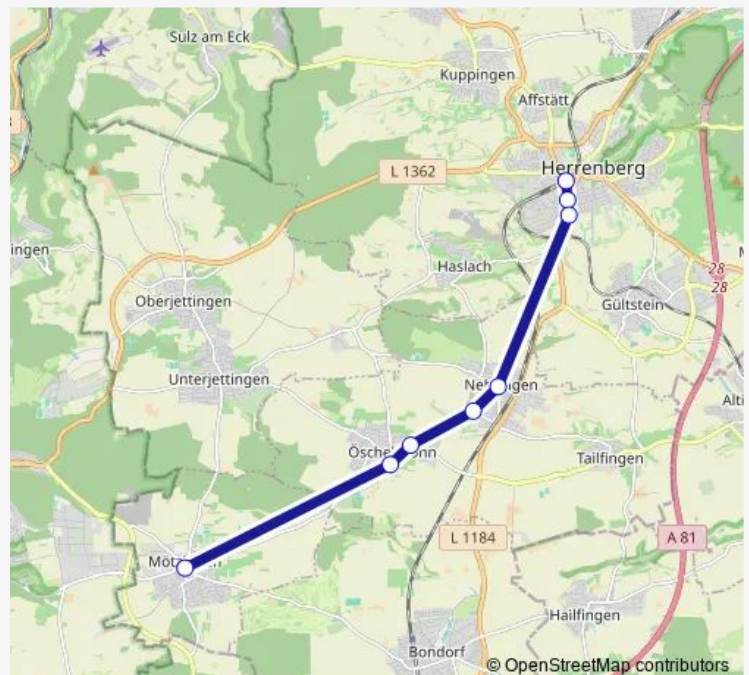 Sulz am Eck
Kuppingen
Affstätt
L 1362
Herrenberg
ingen
Haslach
28
28
Oberjettingen
Gültstein
Unterjettingen
Alti
Tailfingen
L 1184
A 81
Hailfingen
Bondorf
© OpenStreetMap contributors